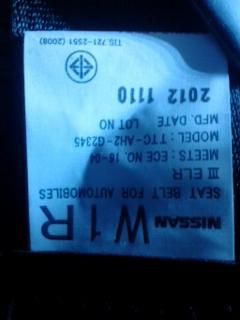 NISSAN W1R
SEAT BELT FOR AUTOMOBILES
III ELR
MEETS : ECE NO. 16-04
MODEL : TTC-AH2-G2345
MFD. DATE LOT NO
2012 1110
TIS 721-2551 (2008)